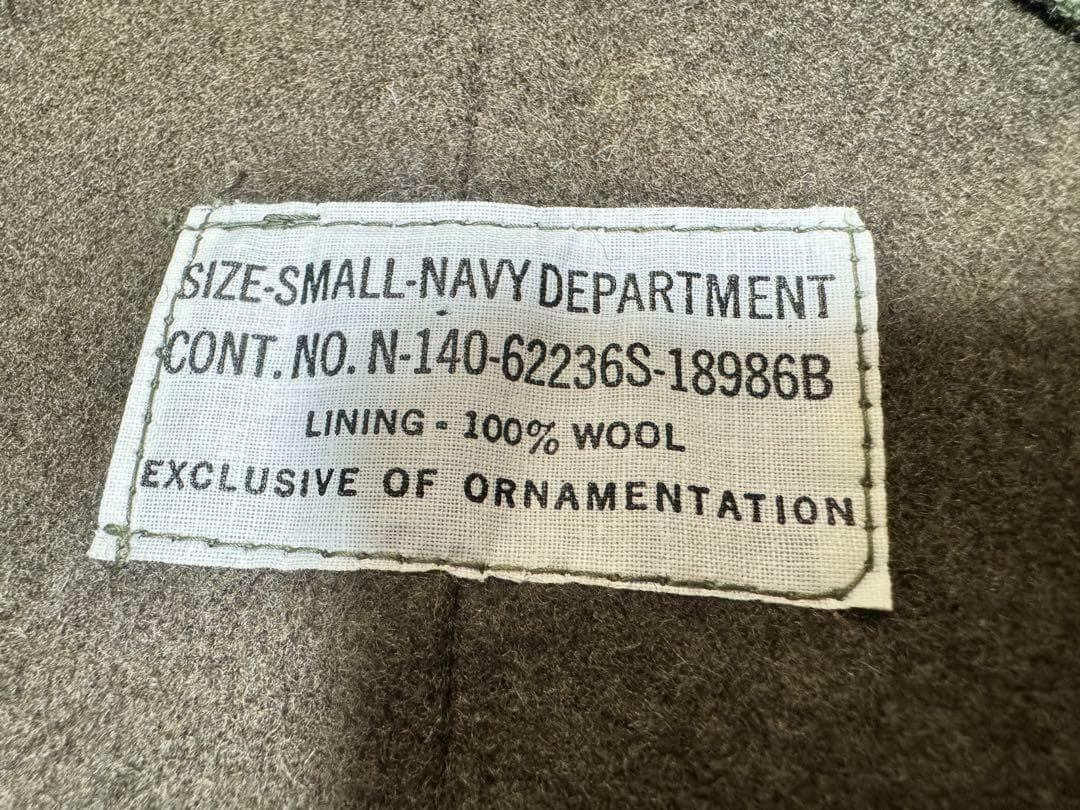 SIZE-SMALL-NAVY DEPARTMENT
CONT. NO. N-140-62236S-18986B
LINING - 100% WOOL
EXCLUSIVE OF ORNAMENTATION